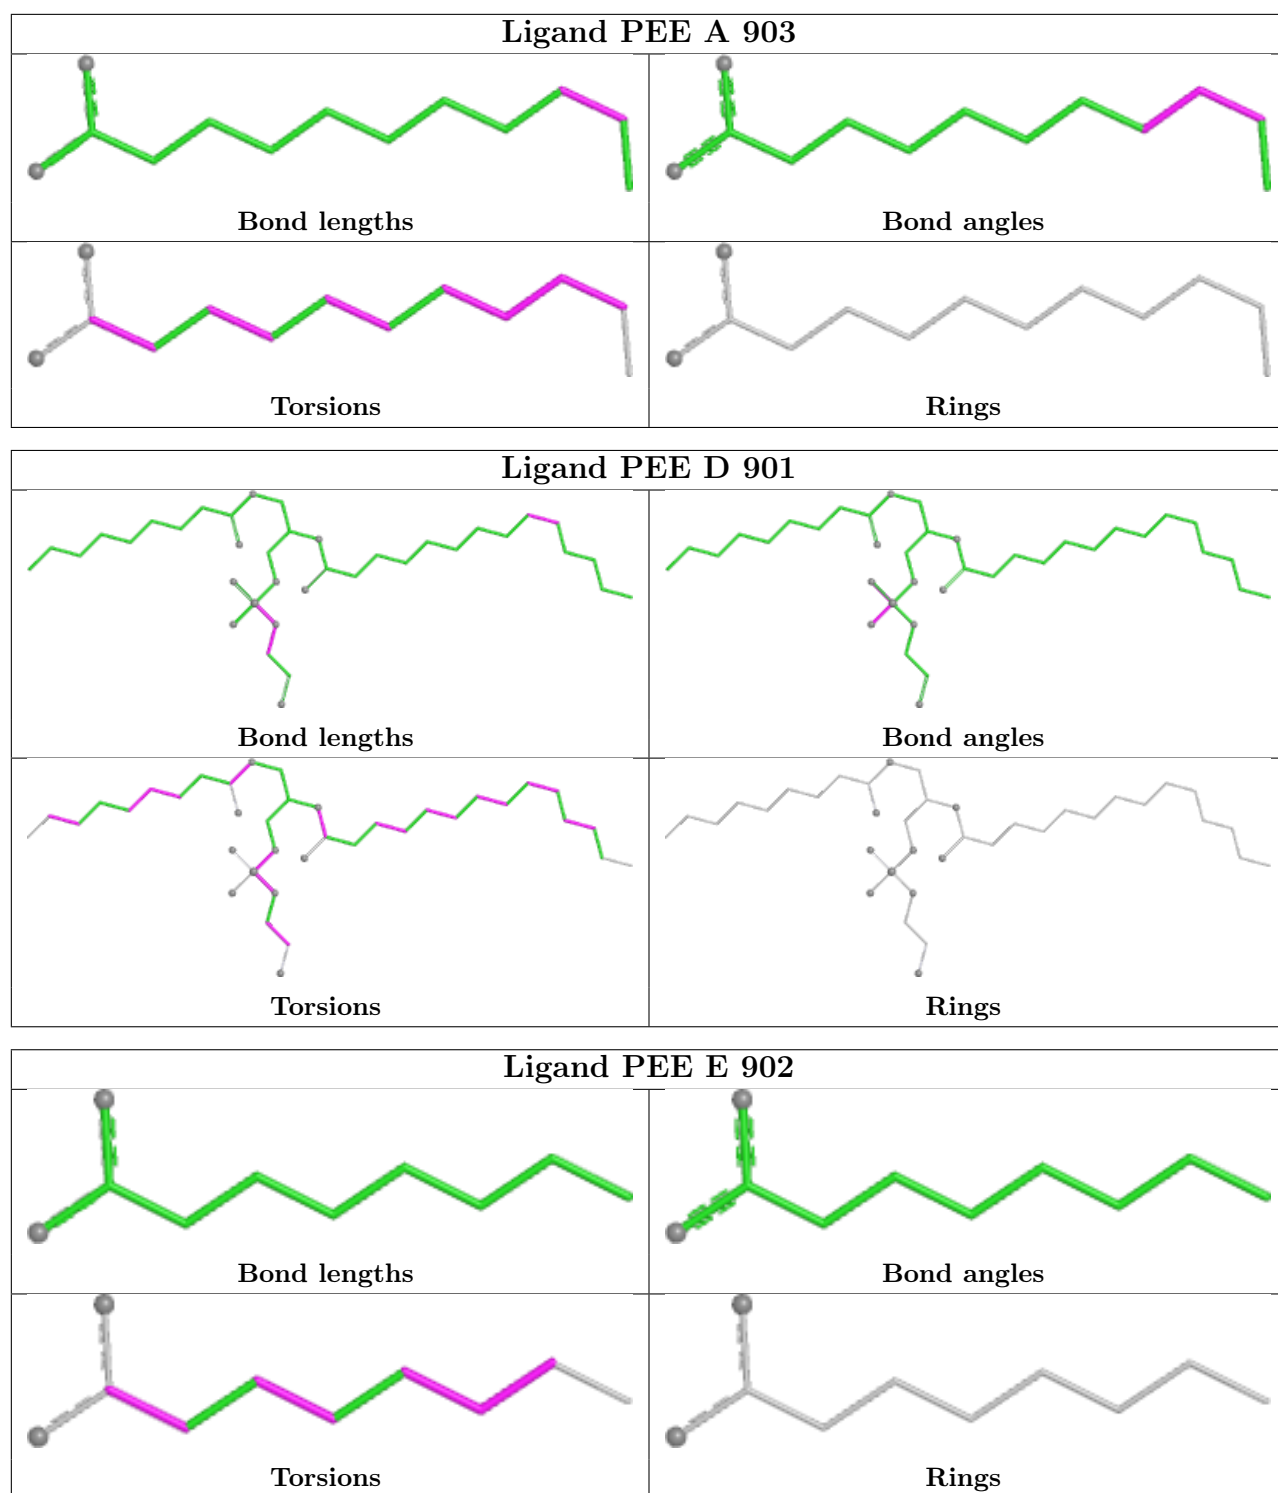 Ligand PEE A 903
Bond lengths
Bond angles
Torsions
Rings
Ligand PEE D 901
Bond lengths
Bond angles
Torsions
Rings
Ligand PEE E 902
Bond lengths
Bond angles
Torsions
Rings